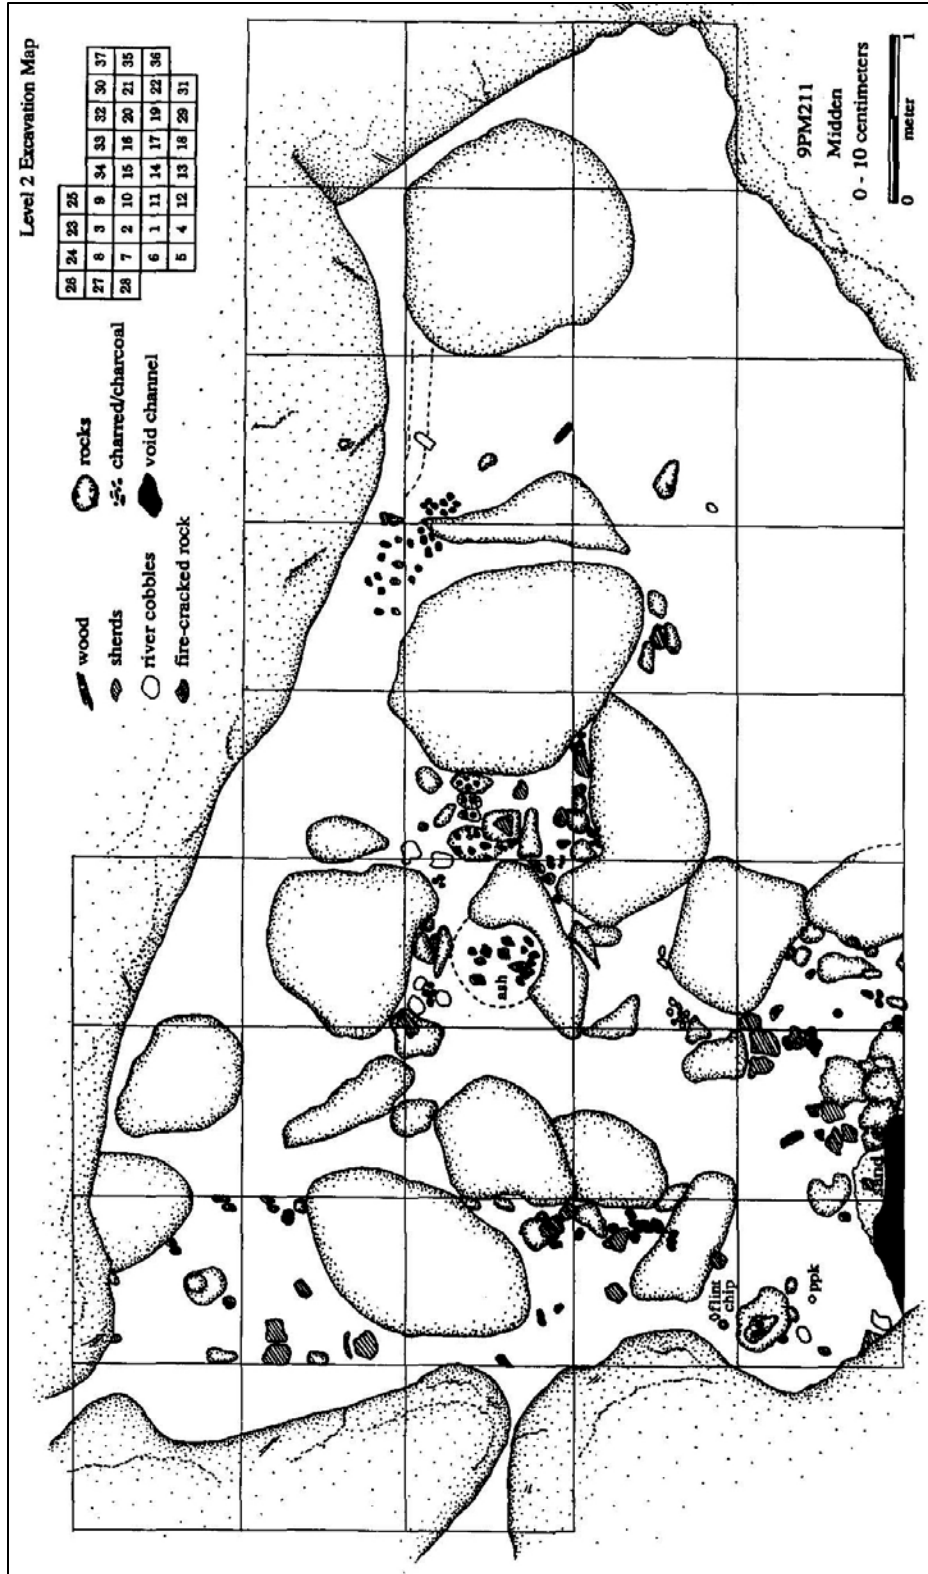 Level 2 Excavation Map
26 24 23 25
27 8 3 9 34 33 32 30 37
28 7 2 10 15 16 20 21 35
6 1 11 14 17 19 22 36
5 4 12 13 18 29 31
wood
sherds
river cobbles
fire-cracked rock
rocks
charred/charcoal
void channel
ash
flint
chip
ppk
sand
9PM211
Midden
0 - 10 centimeters
0 1
meter